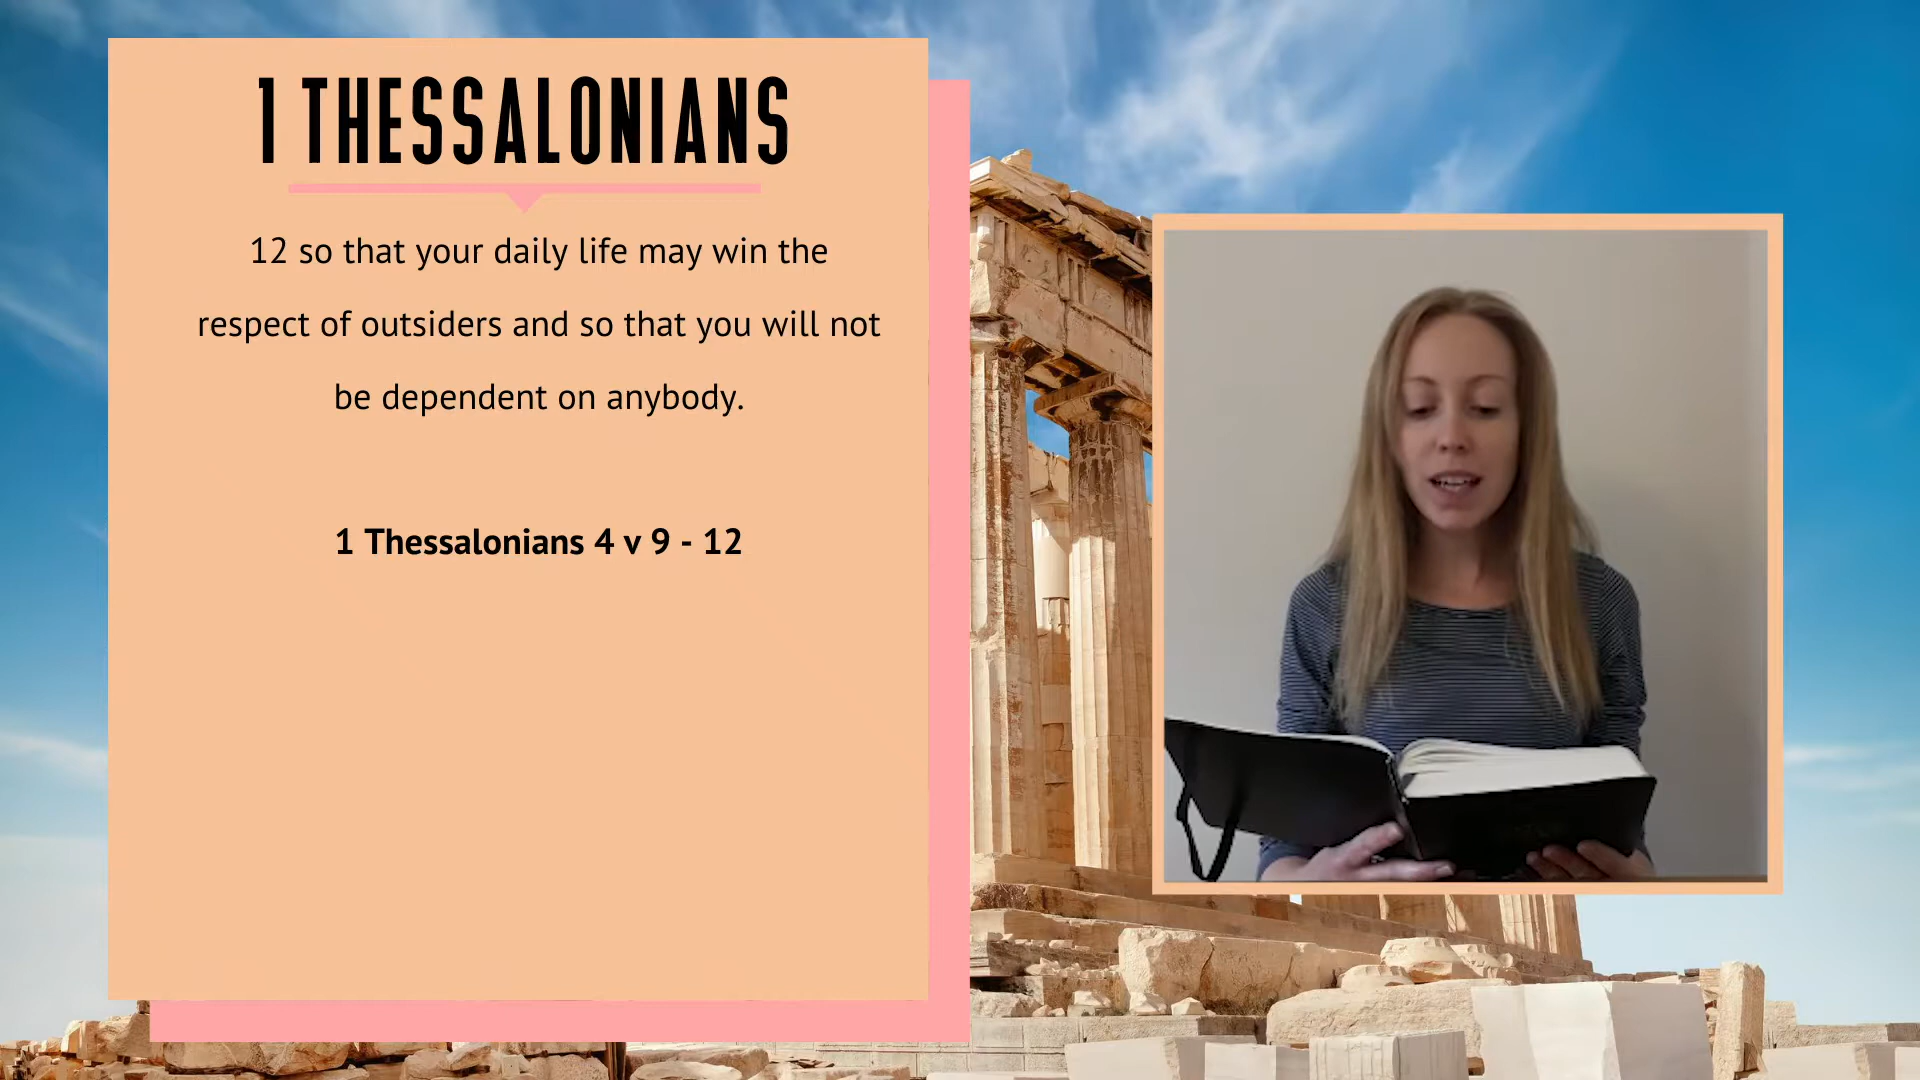 1 THESSALONIANS
12 so that your daily life may win the
respect of outsiders and so that you will not
be dependent on anybody.
1 Thessalonians 4 v 9 - 12